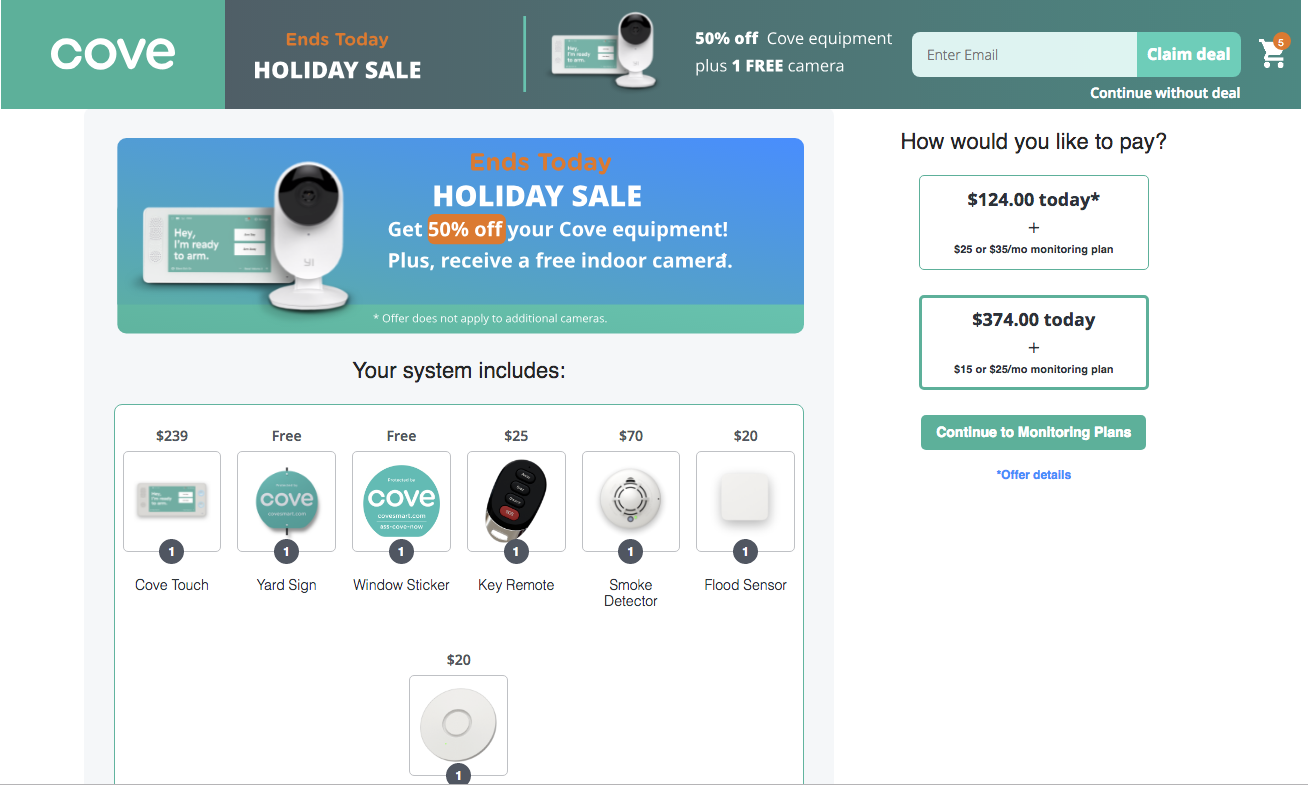 cove
Ends Today
HOLIDAY SALE
50% off Cove equipment
plus 1 FREE camera
Enter Email
Claim deal
5
Continue without deal
Ends Today
HOLIDAY SALE
Get 50% off your Cove equipment!
Plus, receive a free indoor camera*.
Hey,
I'm ready
to arm.
* Offer does not apply to additional cameras.
How would you like to pay?
$124.00 today*
+
$25 or $35/mo monitoring plan
$374.00 today
+
$15 or $25/mo monitoring plan
Continue to Monitoring Plans
*Offer details
Your system includes:
$239
Free
Free
$25
$70
$20
cove
covesmart.com
Protected by
cove
covesmart.com
1
1
1
1
1
1
Cove Touch
Yard Sign
Window Sticker
Key Remote
Smoke
Detector
Flood Sensor
$20
1